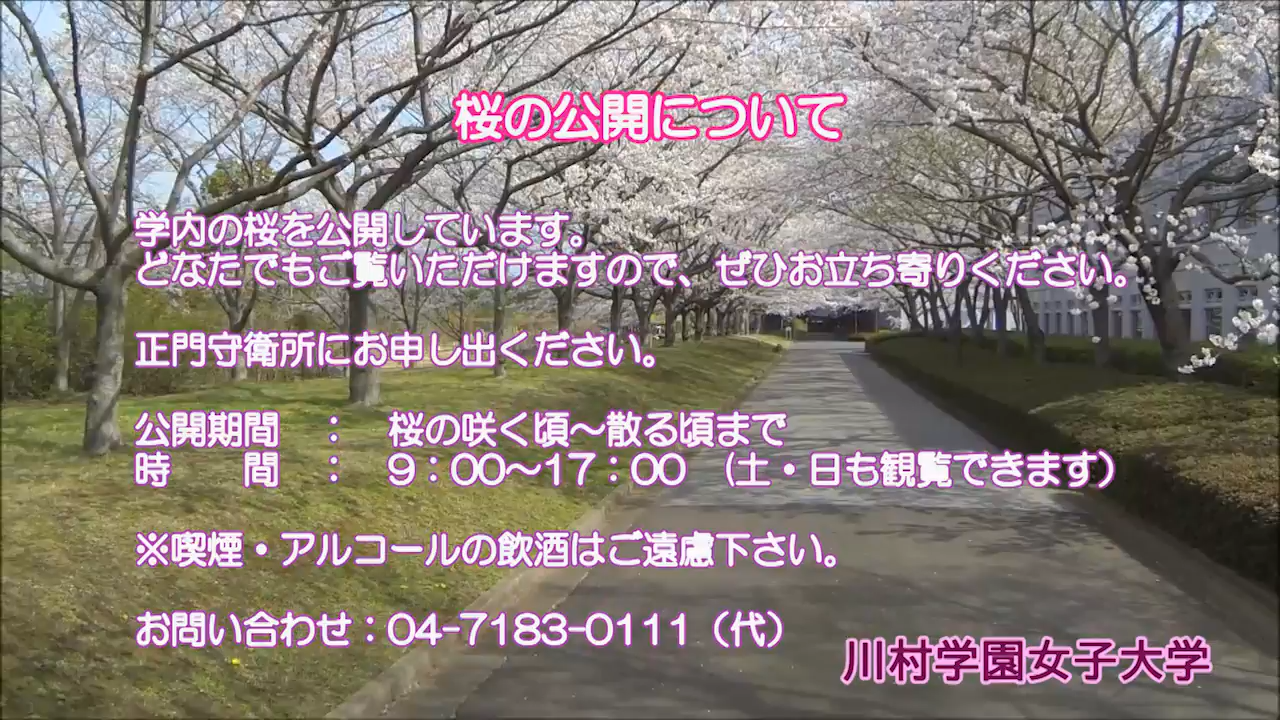 桜の公開について
学内の桜を公開しています。
どなたでもご覧いただけますので、ぜひお立ち寄りください。
正門守衛所にお申し出ください。
公開期間　：　桜の咲く頃～散る頃まで
時　　間　：　9：00～17：00　（土・日も観覧できます）
※喫煙・アルコールの飲酒はご遠慮下さい。
お問い合わせ：04-7183-0111（代）
川村学園女子大学